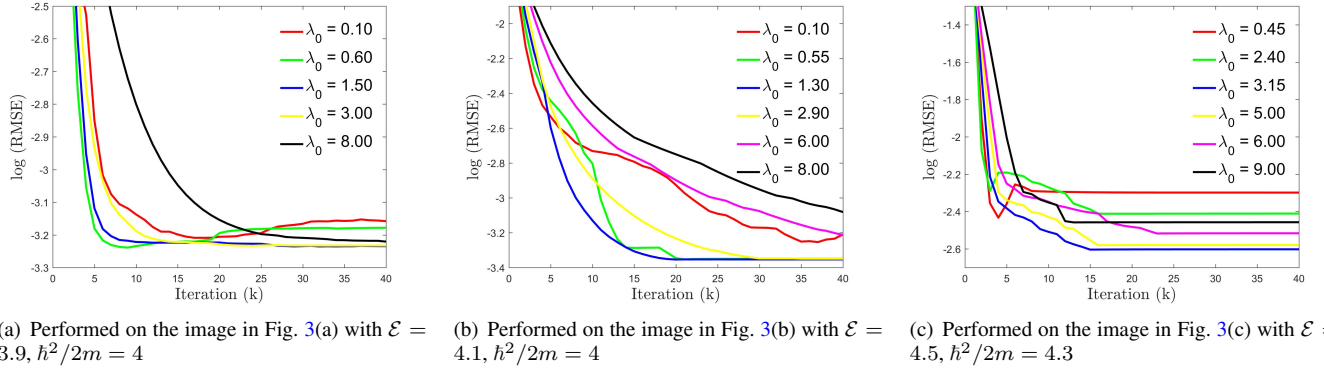 -2.5
-2.6
-2.7
-2.8
-2.9
-3
-3.1
-3.2
-3.3
log (RMSE)
0 5 10 15 20 25 30 35 40
Iteration (k)
λ0 = 0.10
λ0 = 0.60
λ0 = 1.50
λ0 = 3.00
λ0 = 8.00
-2
-2.2
-2.4
-2.6
-2.8
-3
-3.2
-3.4
log (RMSE)
0 5 10 15 20 25 30 35 40
Iteration (k)
λ0 = 0.10
λ0 = 0.55
λ0 = 1.30
λ0 = 2.90
λ0 = 6.00
λ0 = 8.00
-1.4
-1.6
-1.8
-2
-2.2
-2.4
-2.6
log (RMSE)
0 5 10 15 20 25 30 35 40
Iteration (k)
λ0 = 0.45
λ0 = 2.40
λ0 = 3.15
λ0 = 5.00
λ0 = 6.00
λ0 = 9.00
(a) Performed on the image in Fig. 3(a) with ℰ =
3.9, ℏ²/2m = 4
(b) Performed on the image in Fig. 3(b) with ℰ =
4.1, ℏ²/2m = 4
(c) Performed on the image in Fig. 3(c) with ℰ =
4.5, ℏ²/2m = 4.3